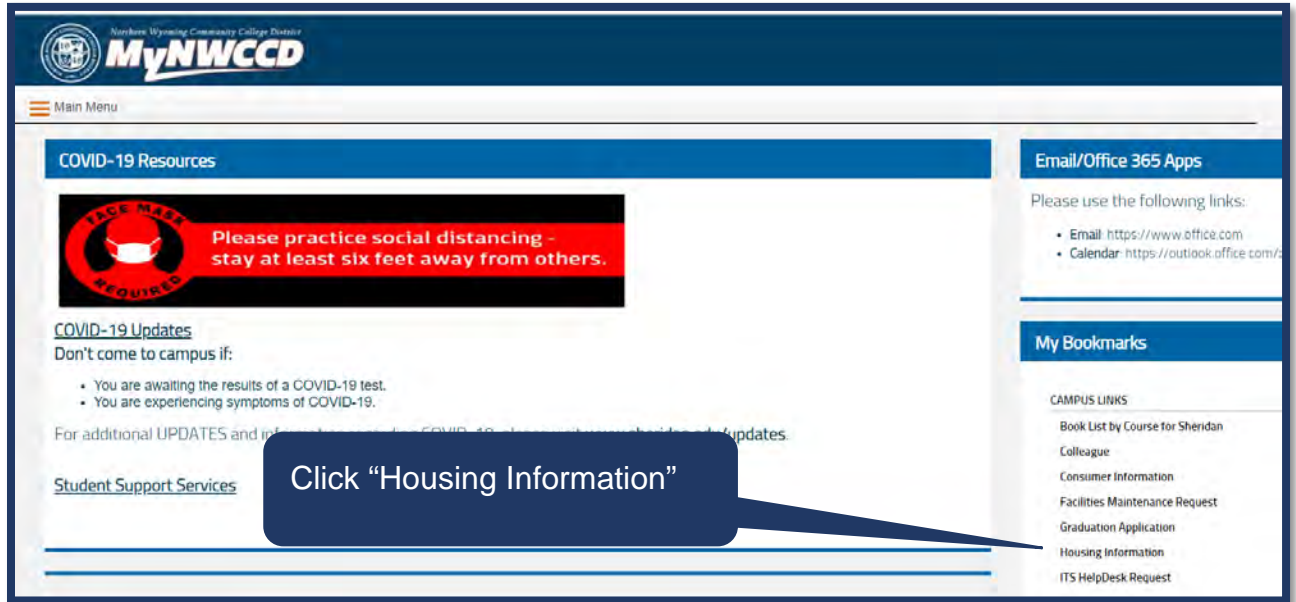 Northern Wyoming Community College District
MyNWCCD
Main Menu
COVID-19 Resources
FACE MASK
REQUIRED
Please practice social distancing -
stay at least six feet away from others.
COVID-19 Updates
Don't come to campus if:
• You are awaiting the results of a COVID-19 test.
• You are experiencing symptoms of COVID-19.
For additional UPDATES and
updates.
Student Support Services
Click “Housing Information”
Email/Office 365 Apps
Please use the following links:
• Email: https://www.office.com
• Calendar: https://outlook.office.com/
My Bookmarks
CAMPUS LINKS
Book List by Course for Sheridan
Colleague
Consumer Information
Facilities Maintenance Request
Graduation Application
Housing Information
ITS HelpDesk Request